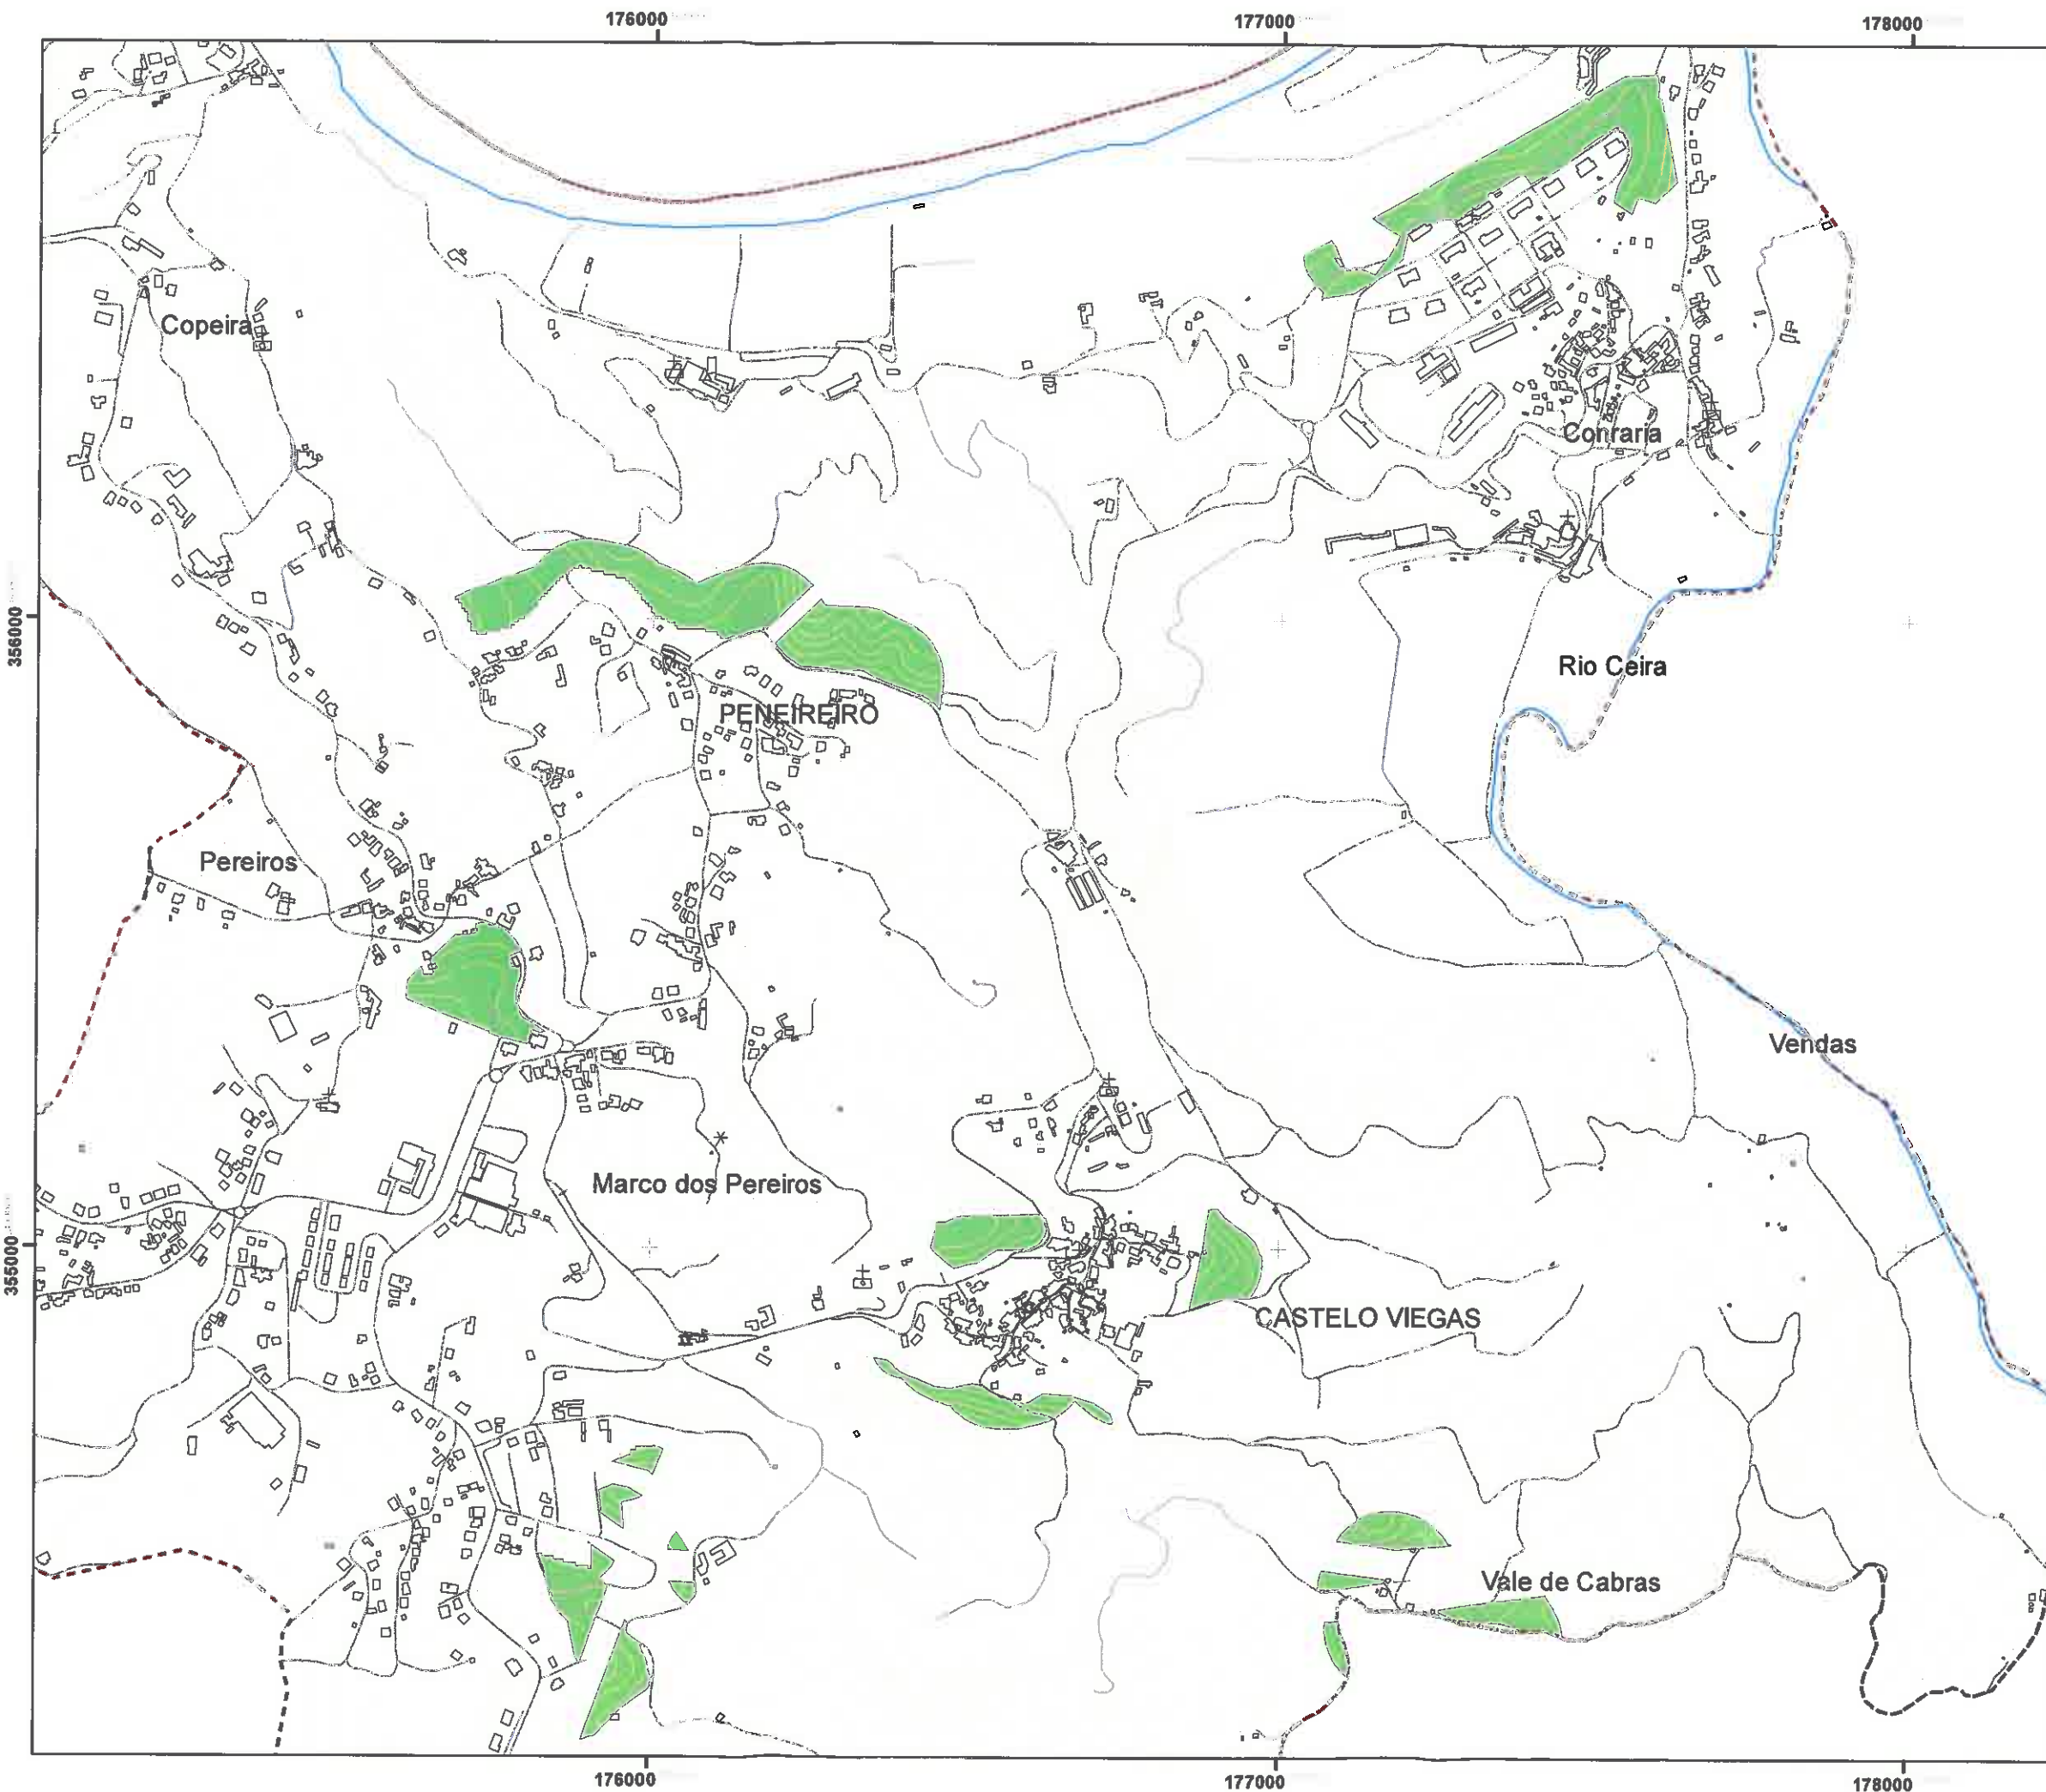 176000
177000
178000
Copeira
Conraria
356000
Rio Ceira
PENEIREIRO
Pereiros
Vendas
Marco dos Pereiros
355000
CASTELO VIEGAS
Vale de Cabras
176000
177000
178000